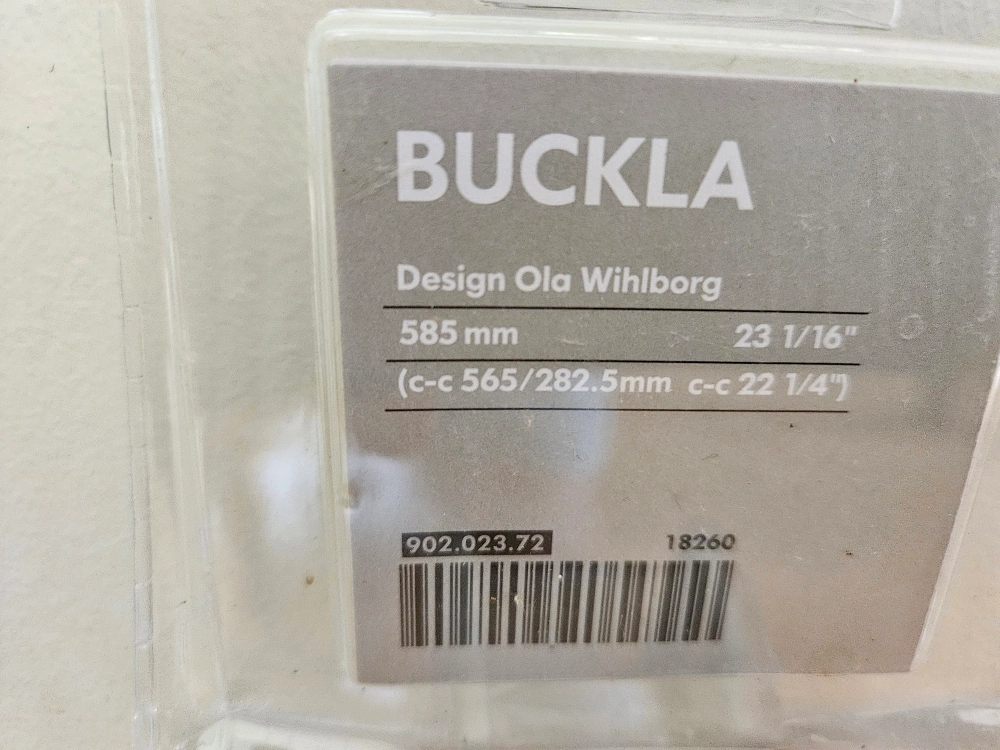 BUCKLA
Design Ola Wihlborg
585 mm 23 1/16"
(c-c 565/282.5mm c-c 22 1/4")
902.023.72 18260